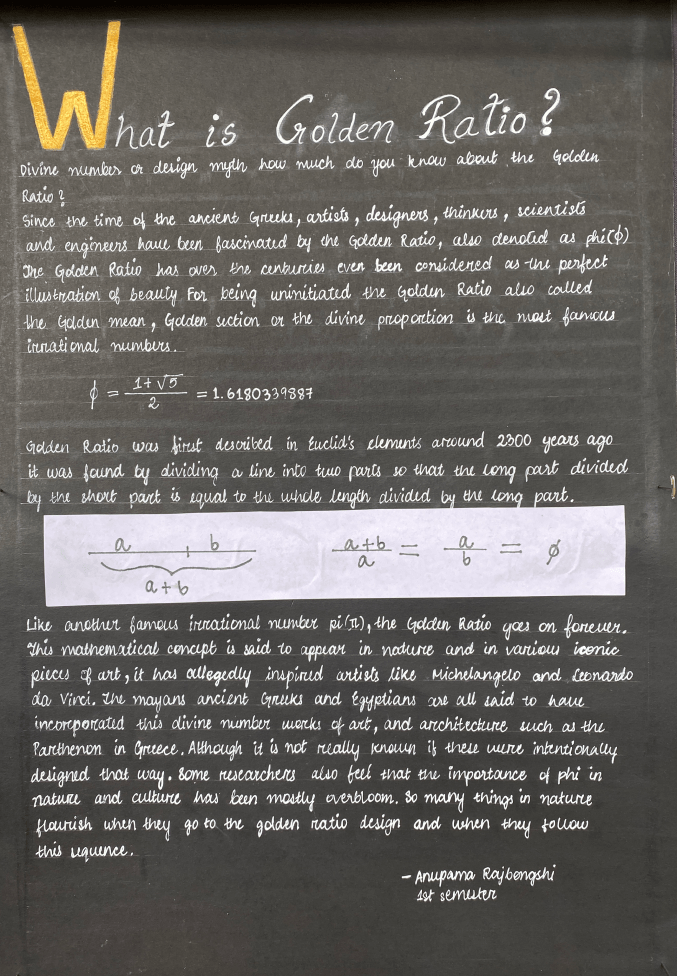 What is Golden Ratio?
Divine number or design myth how much do you know about the Golden
Ratio?
Since the time of the ancient Greeks, artists, designers, thinkers, scientists
and engineers have been fascinated by the Golden Ratio, also denoted as phi(ϕ)
The Golden Ratio has over the centuries even been considered as the perfect
illustration of beauty For being uninitiated the Golden Ratio also called
the Golden mean, Golden section or the divine proportion is the most famous
irrational numbers.
ϕ = (1+√5)/2 = 1.6180339887
Golden Ratio was first described in Euclid's elements around 2300 years ago
it was found by dividing a line into two parts so that the long part divided
by the short part is equal to the whole length divided by the long part.
a b
a+b
(a+b)/a = a/b = ϕ
Like another famous irrational number pi(π), the Golden Ratio goes on forever.
This mathematical concept is said to appear in nature and in various iconic
pieces of art, it has allegedly inspired artists like Michelangelo and Leonardo
da Vinci. The mayans ancient Greeks and Egyptians are all said to have
incorporated this divine number works of art, and architecture such as the
Parthenon in Greece. Although it is not really known if these were intentionally
designed that way. Some researchers also feel that the importance of phi in
nature and culture has been mostly overbloom. So many things in nature
flourish when they go to the golden ratio design and when they follow
this sequence.
- Anupama Rajbongshi
1st semester